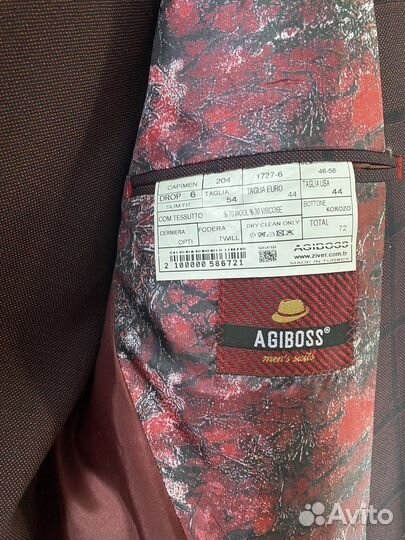 CAPIMEN 204 1727-6 46-56
DROP : 6 TAGLIA TAGLIA EURO TAGLIA USA
SLIM FIT 54 44 44
COM.TESSUTTO %70 WOOL %30 VISCOSE BOTTONE KOROZO
CERNIERA FODERA DRY CLEAN ONLY TOTAL
OPTI TWILL 72
AGIBOSS
www.ziver.com.tr
MADE IN TURKEY
2 100000 586721
AGIBOSS®
men's suits
Avito